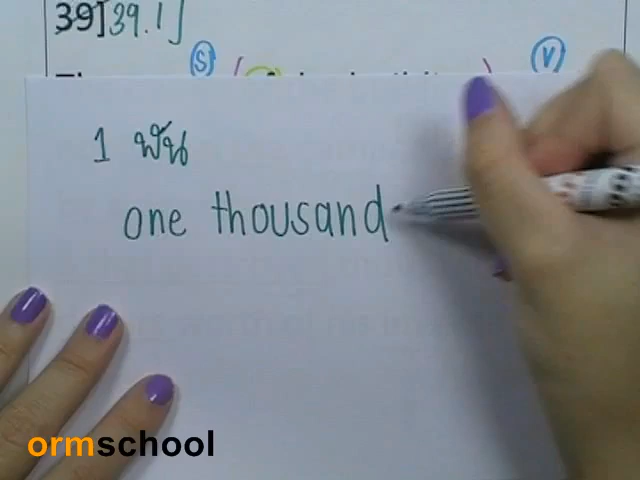 39] 39.1]
S V
1 พัน
one thousand
ormschool